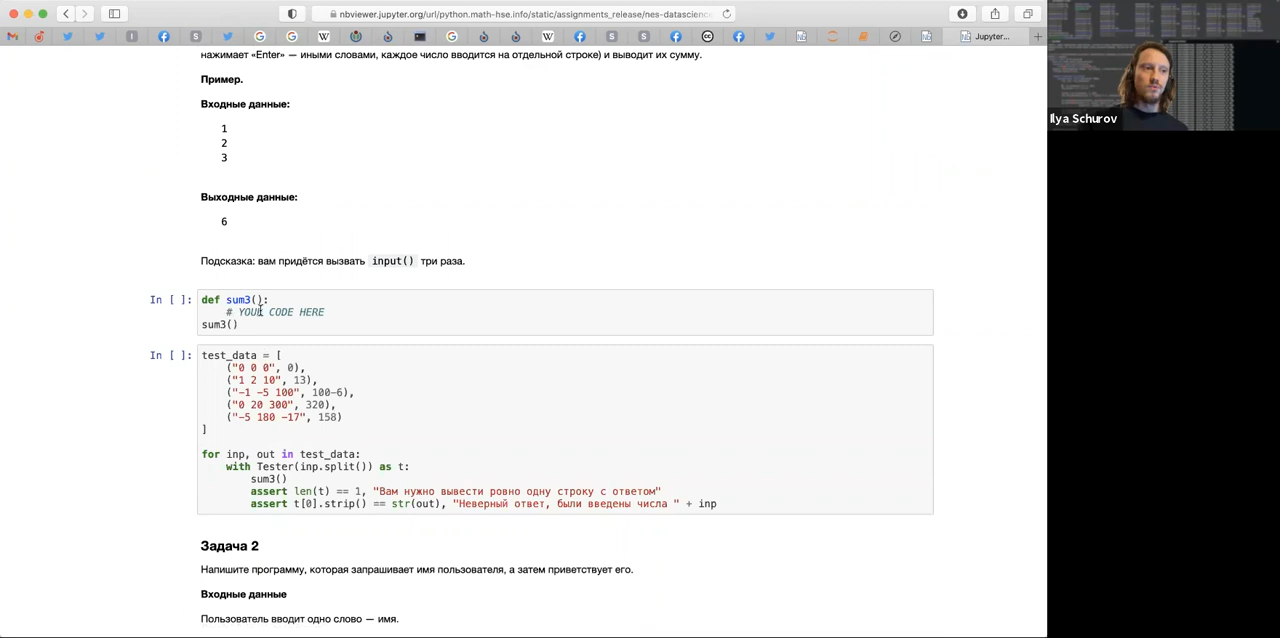 nbviewer.jupyter.org/url/python.math-hse.info/static/assignments_release/nes-datascienc
Jupyter...
нажимает «Enter» — иными словами, каждое число вводится на отдельной строке) и выводит их сумму.
Пример.
Входные данные:
1
2
3
Выходные данные:
6
Подсказка: вам придётся вызвать input() три раза.
In [ ]: def sum3():
# YOUR CODE HERE
sum3()
In [ ]: test_data = [
("0 0 0", 0),
("1 2 10", 13),
("-1 -5 100", 100-6),
("0 20 300", 320),
("-5 180 -17", 158)
]
for inp, out in test_data:
with Tester(inp.split()) as t:
sum3()
assert len(t) == 1, "Вам нужно вывести ровно одну строку с ответом"
assert t[0].strip() == str(out), "Неверный ответ, были введены числа " + inp
Задача 2
Напишите программу, которая запрашивает имя пользователя, а затем приветствует его.
Входные данные
Пользователь вводит одно слово — имя.
Ilya Schurov